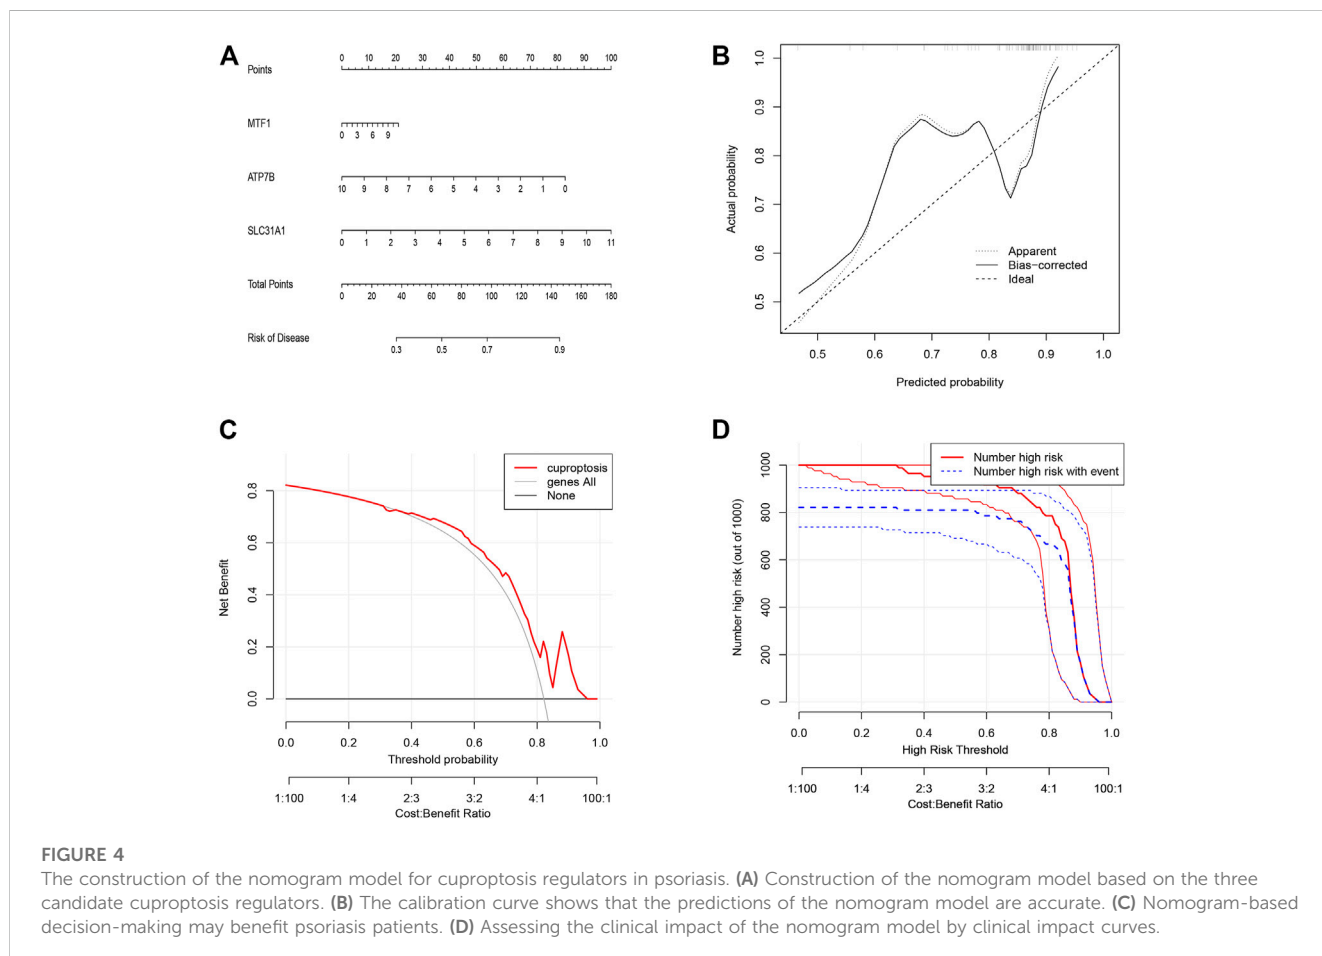 A
Points
0 10 20 30 40 50 60 70 80 90 100
MTF1
0 3 6 9
ATP7B
10 9 8 7 6 5 4 3 2 1 0
SLC31A1
0 1 2 3 4 5 6 7 8 9 10 11
Total Points
0 20 40 60 80 100 120 140 160 180
Risk of Disease
0.3 0.5 0.7 0.9
B
Actual probability
1.0
0.9
0.8
0.7
0.6
0.5
Apparent
Bias−corrected
Ideal
0.5 0.6 0.7 0.8 0.9 1.0
Predicted probability
C
Net Benefit
0.8
0.6
0.4
0.2
0.0
cuproptosis
genes All
None
0.0 0.2 0.4 0.6 0.8 1.0
Threshold probability
1:100 1:4 2:3 3:2 4:1 100:1
Cost:Benefit Ratio
D
Number high risk (out of 1000)
1000
800
600
400
200
0
Number high risk
Number high risk with event
0.0 0.2 0.4 0.6 0.8 1.0
High Risk Threshold
1:100 1:4 2:3 3:2 4:1 100:1
Cost:Benefit Ratio
FIGURE 4
The construction of the nomogram model for cuproptosis regulators in psoriasis. (A) Construction of the nomogram model based on the three
candidate cuproptosis regulators. (B) The calibration curve shows that the predictions of the nomogram model are accurate. (C) Nomogram-based
decision-making may benefit psoriasis patients. (D) Assessing the clinical impact of the nomogram model by clinical impact curves.